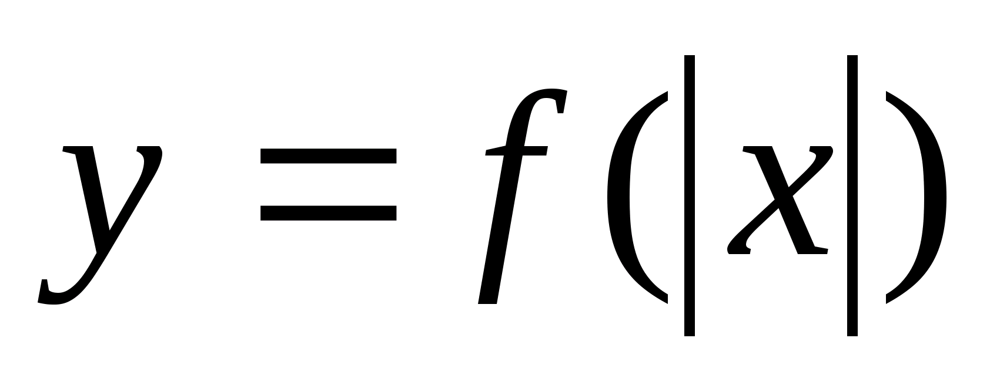 y = f(|x|)